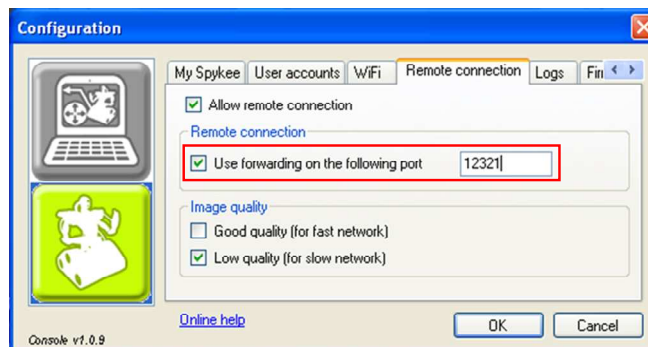 Configuration
My Spykee
User accounts
WiFi
Remote connection
Logs
Allow remote connection
Remote connection
Use forwarding on the following port
12321
Image quality
Good quality (for fast network)
Low quality (for slow network)
Online help
OK
Cancel
Console v1.0.9